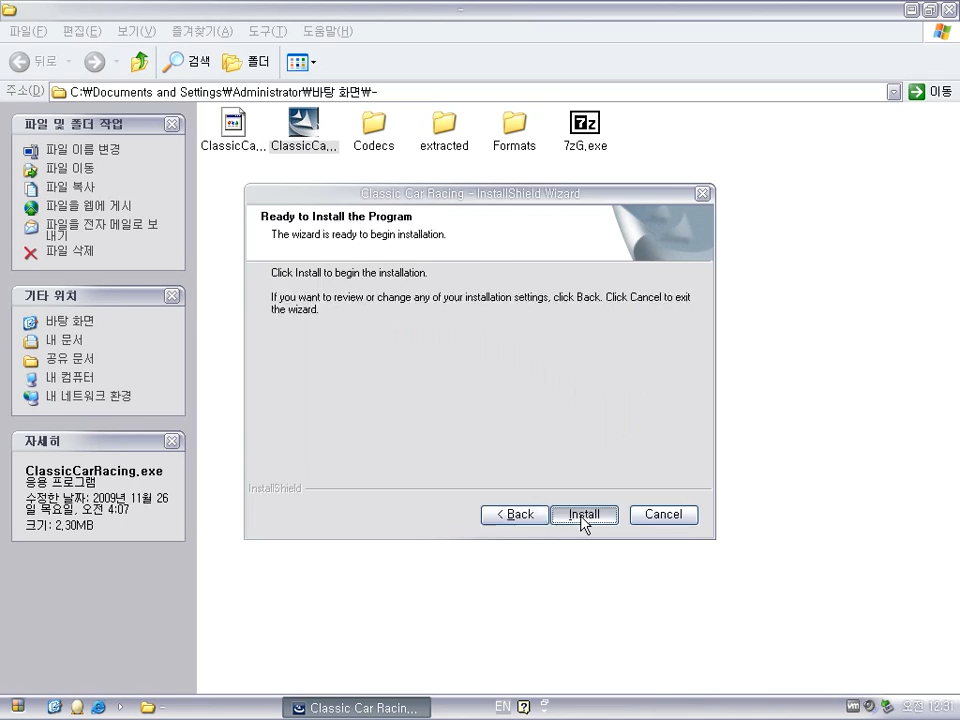 파일(F) 편집(E) 보기(V) 즐겨찾기(A) 도구(T) 도움말(H)
뒤로 검색 폴더
주소(D) C:₩Documents and Settings₩Administrator₩바탕 화면₩- 이동
파일 및 폴더 작업
파일 이름 변경
파일 이동
파일 복사
파일을 웹에 게시
파일을 전자 메일로 보
내기
파일 삭제
기타 위치
바탕 화면
내 문서
공유 문서
내 컴퓨터
내 네트워크 환경
자세히
ClassicCarRacing.exe
응용 프로그램
수정한 날짜: 2009년 11월 26
일 목요일, 오전 4:07
크기: 2.30MB
ClassicCa... ClassicCa... Codecs extracted Formats 7zG.exe
7z
Classic Car Racing - InstallShield Wizard
Ready to Install the Program
The wizard is ready to begin installation.
Click Install to begin the installation.
If you want to review or change any of your installation settings, click Back. Click Cancel to exit
the wizard.
InstallShield
< Back Install Cancel
Classic Car Racin... EN 오전 12:31